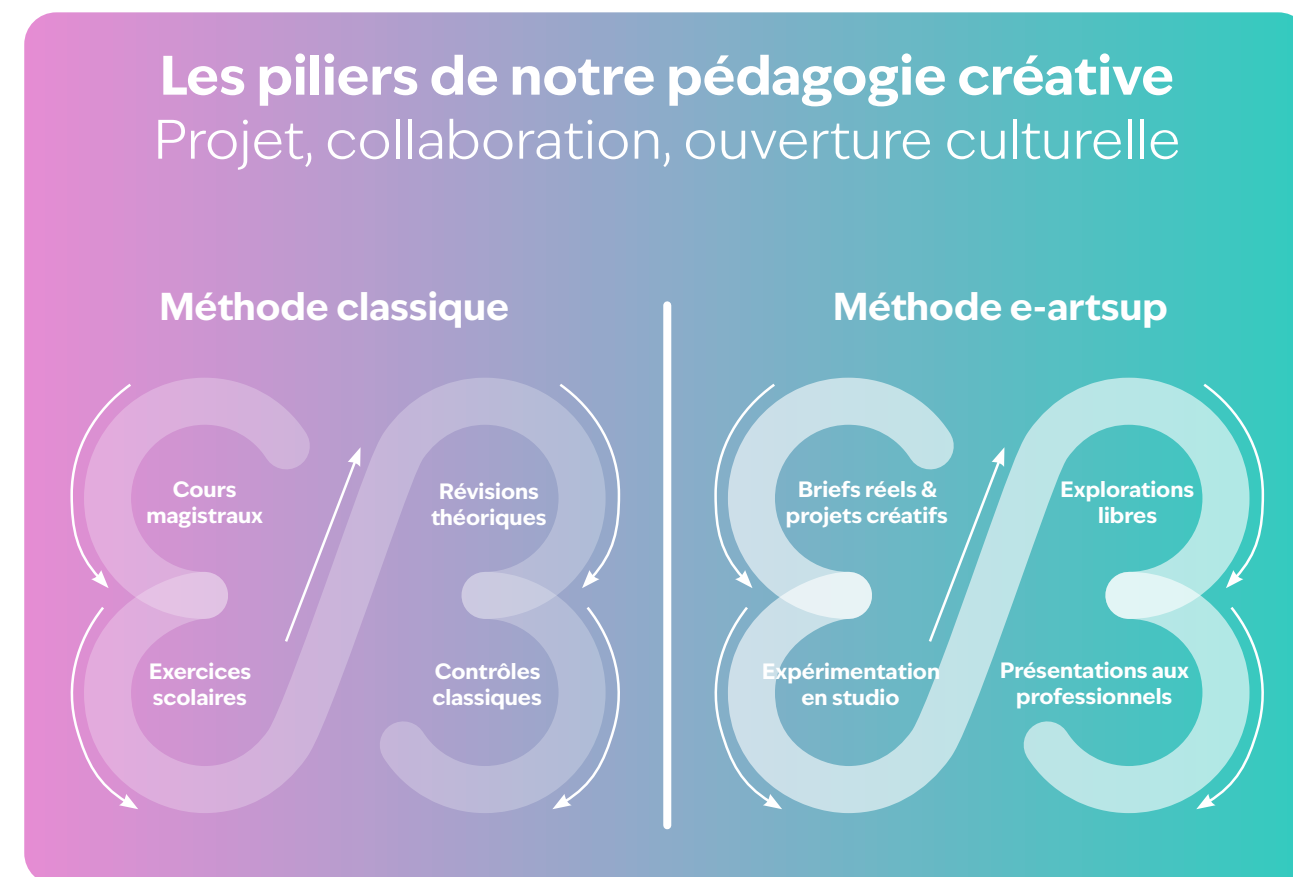 Les piliers de notre pédagogie créative
Projet, collaboration, ouverture culturelle
Méthode classique
Cours
magistraux
Exercices
scolaires
Révisions
théoriques
Contrôles
classiques
Méthode e-artsup
Briefs réels &
projets créatifs
Expérimentation
en studio
Explorations
libres
Présentations aux
professionnels